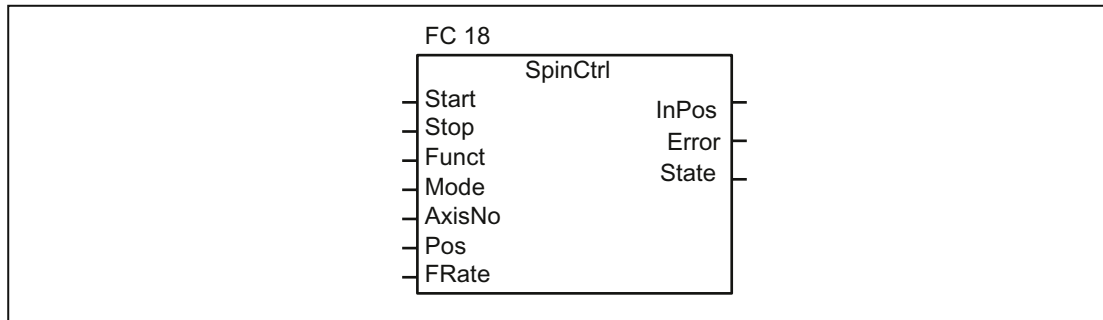 FC 18
SpinCtrl
Start
Stop
Funct
Mode
AxisNo
Pos
FRate
InPos
Error
State